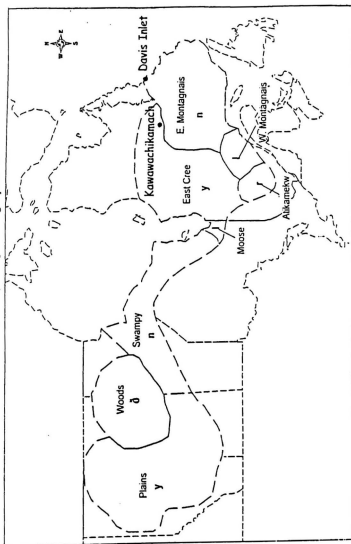 N
W E
S
Davis Inlet
Kawawachikamach
E. Montagnais
n
W. Montagnais
East Cree
y
Atikamekw
Moose
Swampy
n
Woods
ð
Plains
y